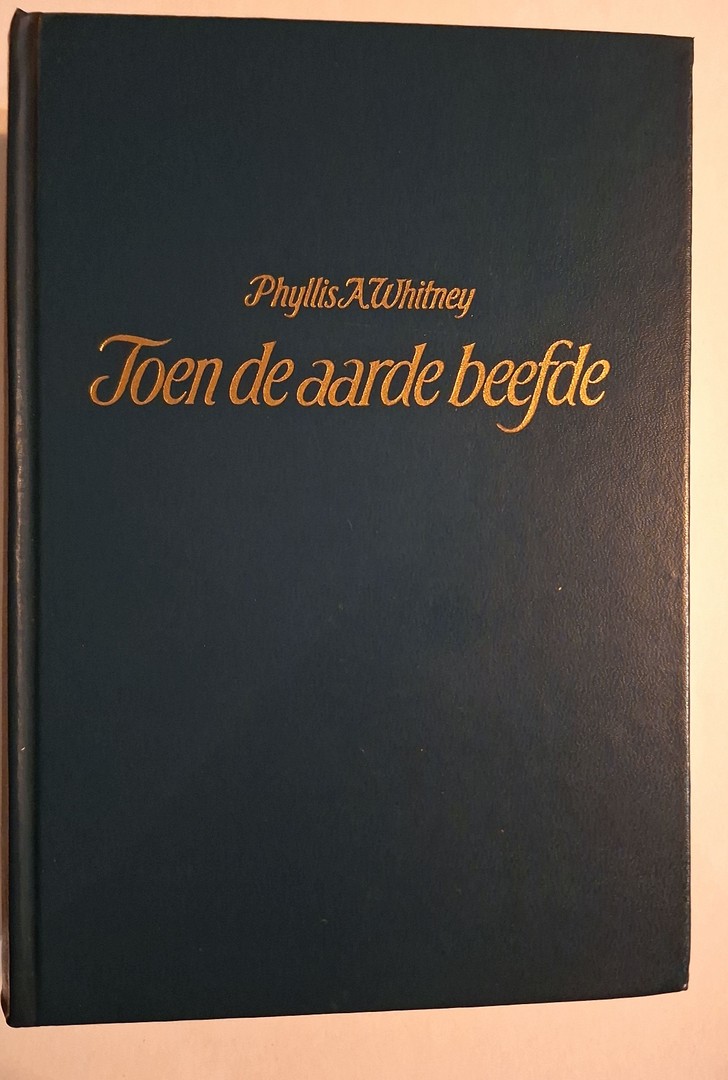 Phyllis A. Whitney
Toen de aarde beefde